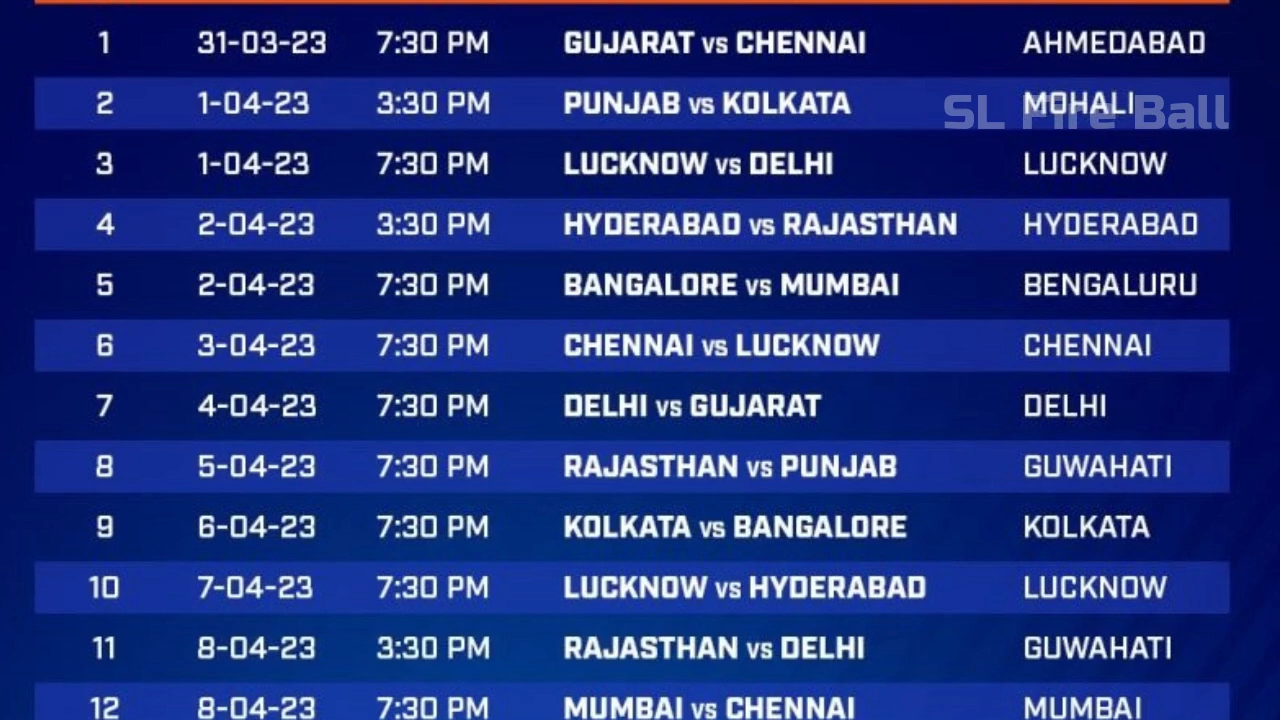 1 31-03-23 7:30 PM GUJARAT vs CHENNAI AHMEDABAD
2 1-04-23 3:30 PM PUNJAB vs KOLKATA MOHALI
SL Fire Ball
3 1-04-23 7:30 PM LUCKNOW vs DELHI LUCKNOW
4 2-04-23 3:30 PM HYDERABAD vs RAJASTHAN HYDERABAD
5 2-04-23 7:30 PM BANGALORE vs MUMBAI BENGALURU
6 3-04-23 7:30 PM CHENNAI vs LUCKNOW CHENNAI
7 4-04-23 7:30 PM DELHI vs GUJARAT DELHI
8 5-04-23 7:30 PM RAJASTHAN vs PUNJAB GUWAHATI
9 6-04-23 7:30 PM KOLKATA vs BANGALORE KOLKATA
10 7-04-23 7:30 PM LUCKNOW vs HYDERABAD LUCKNOW
11 8-04-23 3:30 PM RAJASTHAN vs DELHI GUWAHATI
12 8-04-23 7:30 PM MUMBAI vs CHENNAI MUMBAI